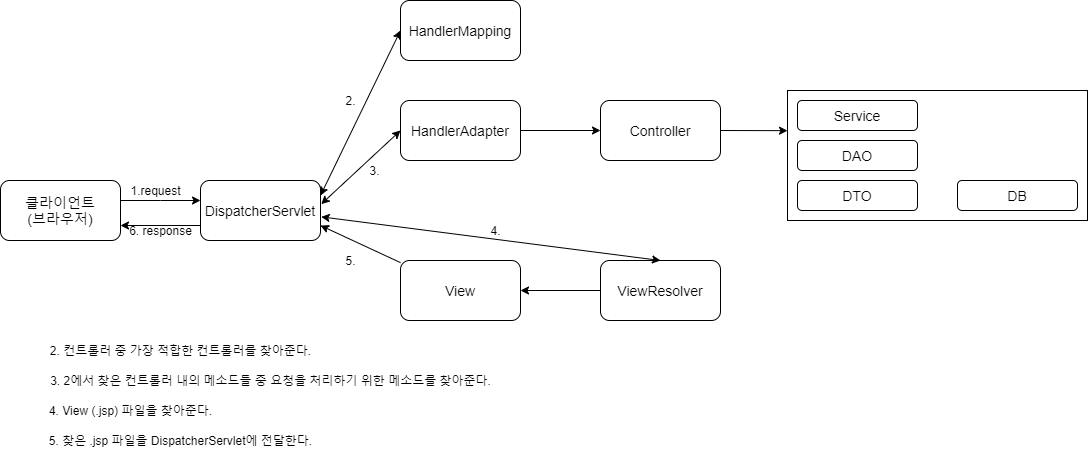 HandlerMapping
2.
HandlerAdapter
Controller
Service
DAO
DTO
DB
3.
클라이언트
(브라우저)
1.request
6. response
DispatcherServlet
4.
5.
View
ViewResolver
2. 컨트롤러 중 가장 적합한 컨트롤러를 찾아준다.
3. 2에서 찾은 컨트롤러 내의 메소드들 중 요청을 처리하기 위한 메소드를 찾아준다.
4. View (.jsp) 파일을 찾아준다.
5. 찾은 .jsp 파일을 DispatcherServlet에 전달한다.